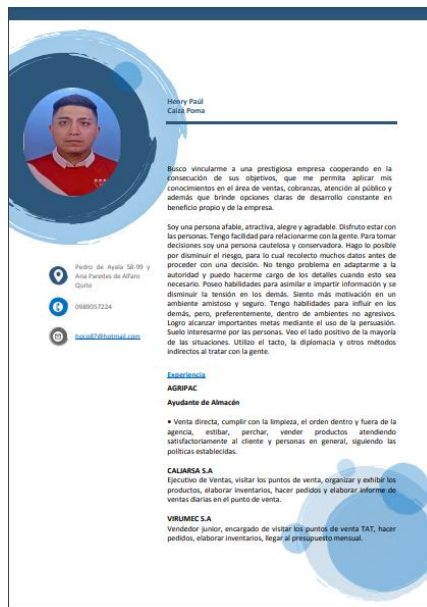 Henry Paúl
Caiza Poma
Busco vincularme a una prestigiosa empresa cooperando en la
consecución de sus objetivos, que me permita aplicar mis
conocimientos en el área de ventas, cobranzas, atención al público y
además que brinde opciones claras de desarrollo constante en
beneficio propio y de la empresa.
Soy una persona afable, atractiva, alegre y agradable. Disfruto estar con
las personas. Tengo facilidad para relacionarme con la gente. Para tomar
decisiones soy una persona cautelosa y conservadora. Hago lo posible
por disminuir el riesgo, para lo cual recolecto muchos datos antes de
proceder con una decisión. No tengo problema en adaptarme a la
autoridad y puedo hacerme cargo de los detalles cuando esto sea
necesario. Poseo habilidades para asimilar e impartir información y se
disminuir la tensión en los demás. Siento más motivación en un
ambiente amistoso y seguro. Tengo habilidades para influir en los
demás, pero, preferentemente, dentro de ambientes no agresivos.
Logro alcanzar importantes metas mediante el uso de la persuasión.
Suelo interesarme por las personas. Veo el lado positivo de la mayoría
de las situaciones. Utilizo el tacto, la diplomacia y otros métodos
indirectos al tratar con la gente.
Pedro de Ayala S8-99 y
Ana Paredes de Alfaro
Quito
0989057224
@hotmail.com
Experiencia
AGRIPAC
Ayudante de Almacén
• Venta directa, cumplir con la limpieza, el orden dentro y fuera de la
agencia, estibar, perchar, vender productos atendiendo
satisfactoriamente al cliente y personas en general, siguiendo las
políticas establecidas.
CALJARSA S.A
Ejecutivo de Ventas, visitar los puntos de venta, organizar y exhibir los
productos, elaborar inventarios, hacer pedidos y elaborar informe de
ventas diarias en el punto de venta.
VIRUMEC S.A
Vendedor junior, encargado de visitar los puntos de venta TAT, hacer
pedidos, elaborar inventarios, llegar al presupuesto mensual.